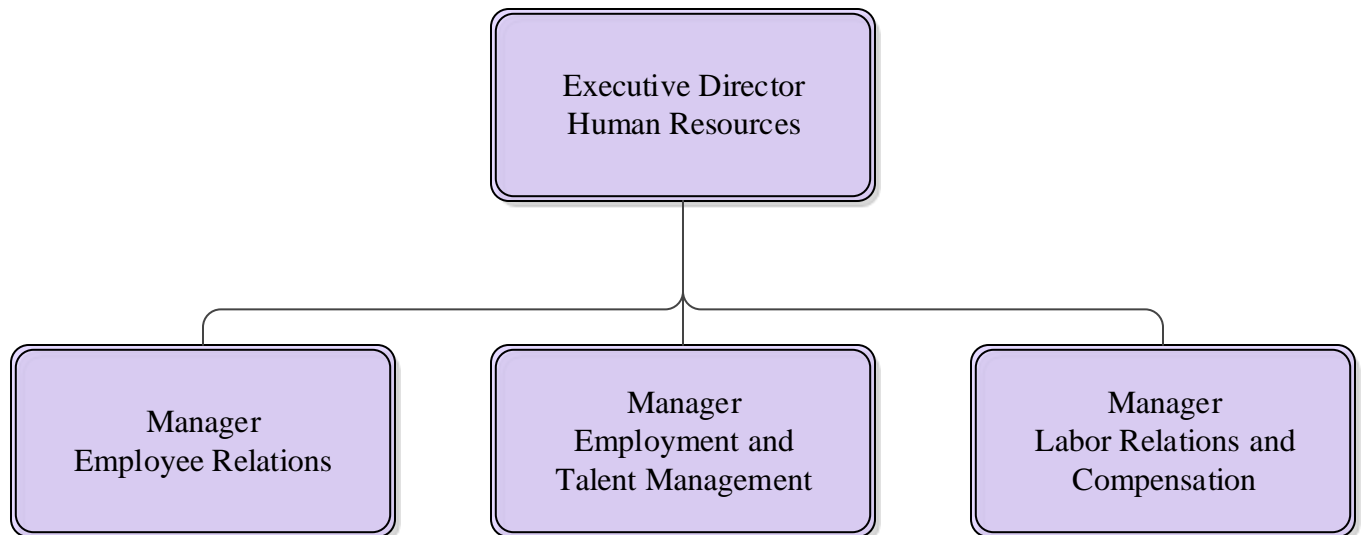 Executive Director
Human Resources
Manager
Employee Relations
Manager
Employment and
Talent Management
Manager
Labor Relations and
Compensation